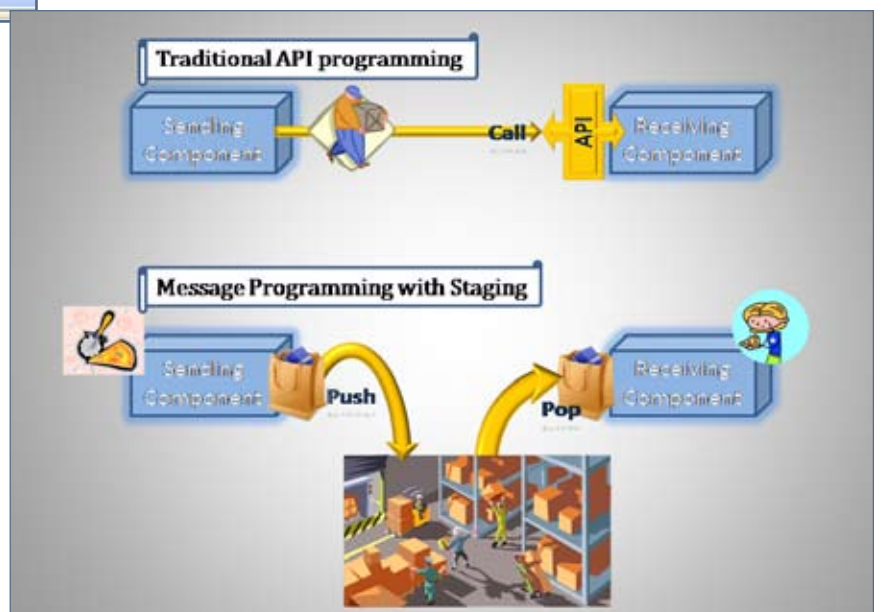 Traditional API programming
Sending
Component
Call
API
Receiving
Component
Message Programming with Staging
Sending
Component
Push
Pop
Receiving
Component